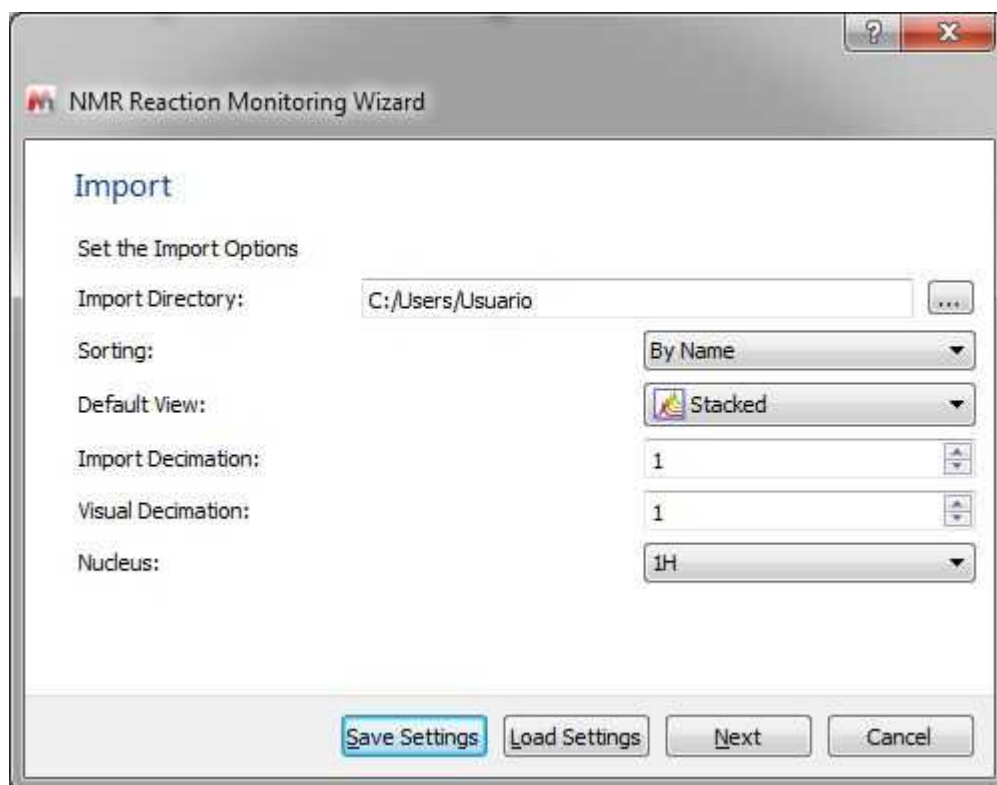 NMR Reaction Monitoring Wizard
Import
Set the Import Options
Import Directory: C:/Users/Usuario ...
Sorting: By Name
Default View: Stacked
Import Decimation: 1
Visual Decimation: 1
Nucleus: 1H
Save Settings Load Settings Next Cancel